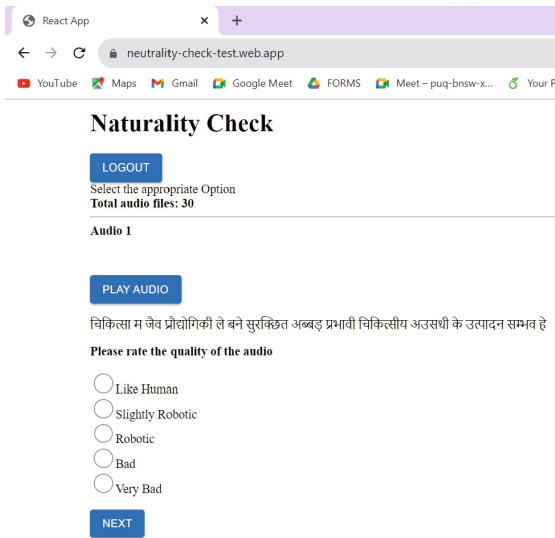 React App
neutrality-check-test.web.app
YouTube Maps Gmail Google Meet FORMS Meet – puq-bnsw-x... Your
Naturality Check
LOGOUT
Select the appropriate Option
Total audio files: 30
Audio 1
PLAY AUDIO
चिकित्सा म जैव प्रौद्योगिकी ले बने सुरक्छित अब्बड़ प्रभावी चिकित्सीय अउसधी के उत्पादन सम्भव हे
Please rate the quality of the audio
Like Human
Slightly Robotic
Robotic
Bad
Very Bad
NEXT